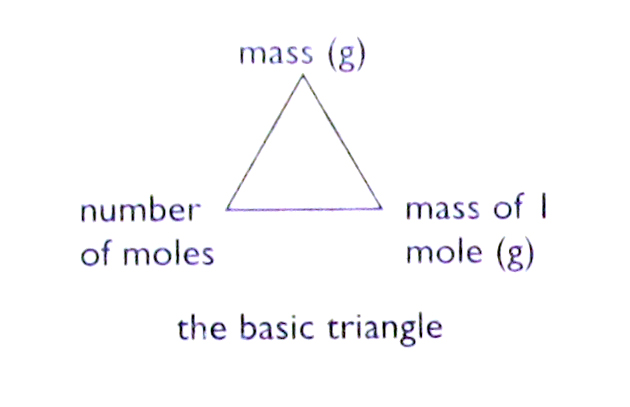 mass (g)
number
of moles
mass of 1
mole (g)
the basic triangle